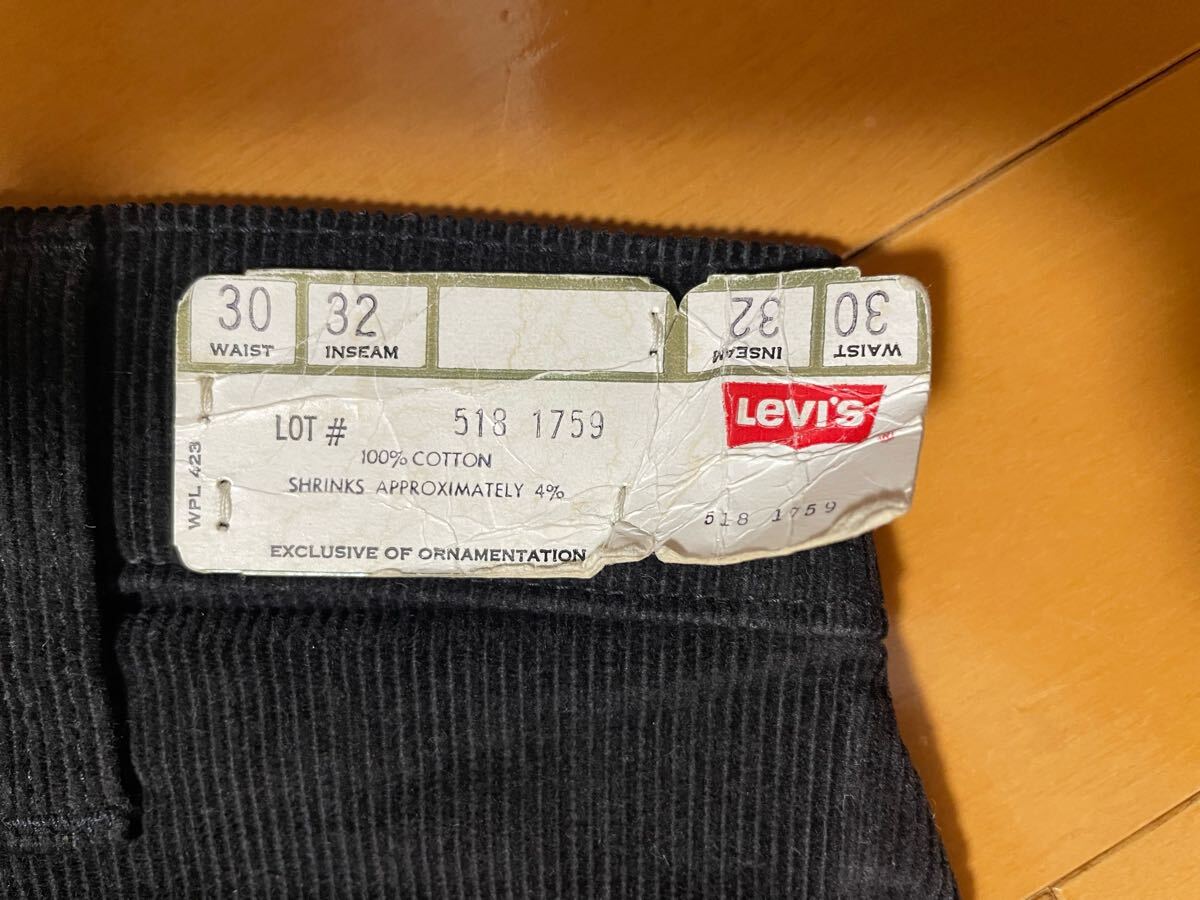 30 32
WAIST INSEAM
LOT # 518 1759
100% COTTON
SHRINKS APPROXIMATELY 4%
EXCLUSIVE OF ORNAMENTATION
WPL 423
32 30
INSEAM WAIST
LEVI'S
518 1759